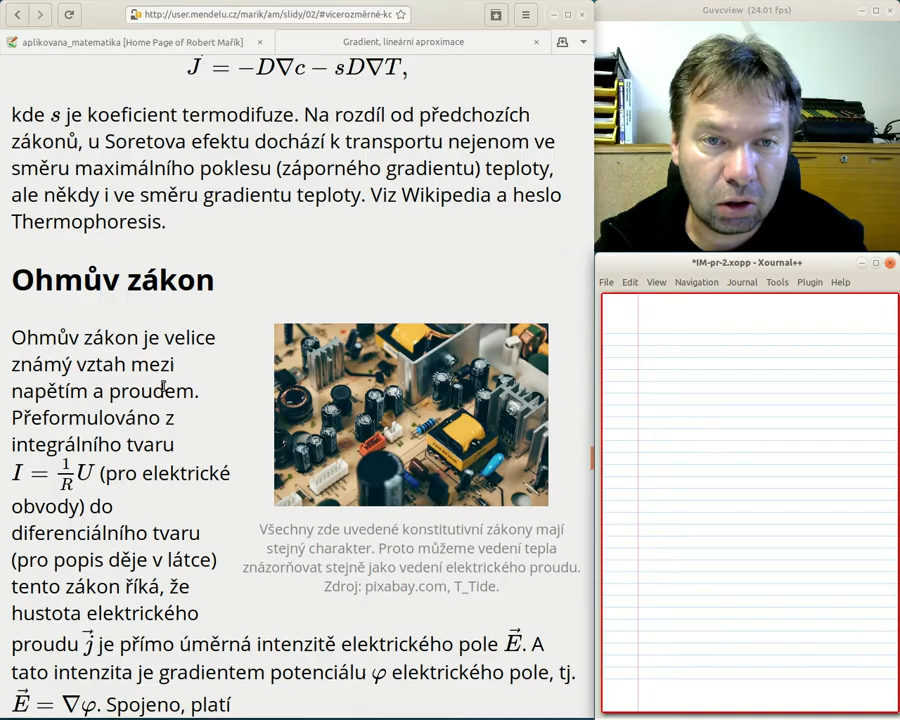 http://user.mendelu.cz/marik/am/slidy/02/#vícerozměrné-kc
aplikovana_matematika [Home Page of Robert Mařík]
Gradient, lineární aproximace
J = −D∇c − sD∇T,
kde s je koeficient termodifuze. Na rozdíl od předchozích
zákonů, u Soretova efektu dochází k transportu nejenom ve
směru maximálního poklesu (záporného gradientu) teploty,
ale někdy i ve směru gradientu teploty. Viz Wikipedia a heslo
Thermophoresis.
Ohmův zákon
Ohmův zákon je velice
známý vztah mezi
napětím a proudem.
Přeformulováno z
integrálního tvaru
I = 1/R U (pro elektrické
obvody) do
diferenciálního tvaru
(pro popis děje v látce)
tento zákon říká, že
hustota elektrického
proudu j⃗ je přímo úměrná intenzitě elektrického pole E⃗. A
tato intenzita je gradientem potenciálu φ elektrického pole, tj.
E⃗ = ∇φ. Spojeno, platí
Všechny zde uvedené konstitutivní zákony mají
stejný charakter. Proto můžeme vedení tepla
znázorňovat stejně jako vedení elektrického proudu.
Zdroj: pixabay.com, T_Tide.
Guvcview (24.01 fps)
*IM-pr-2.xopp - Xournal++
File Edit View Navigation Journal Tools Plugin Help